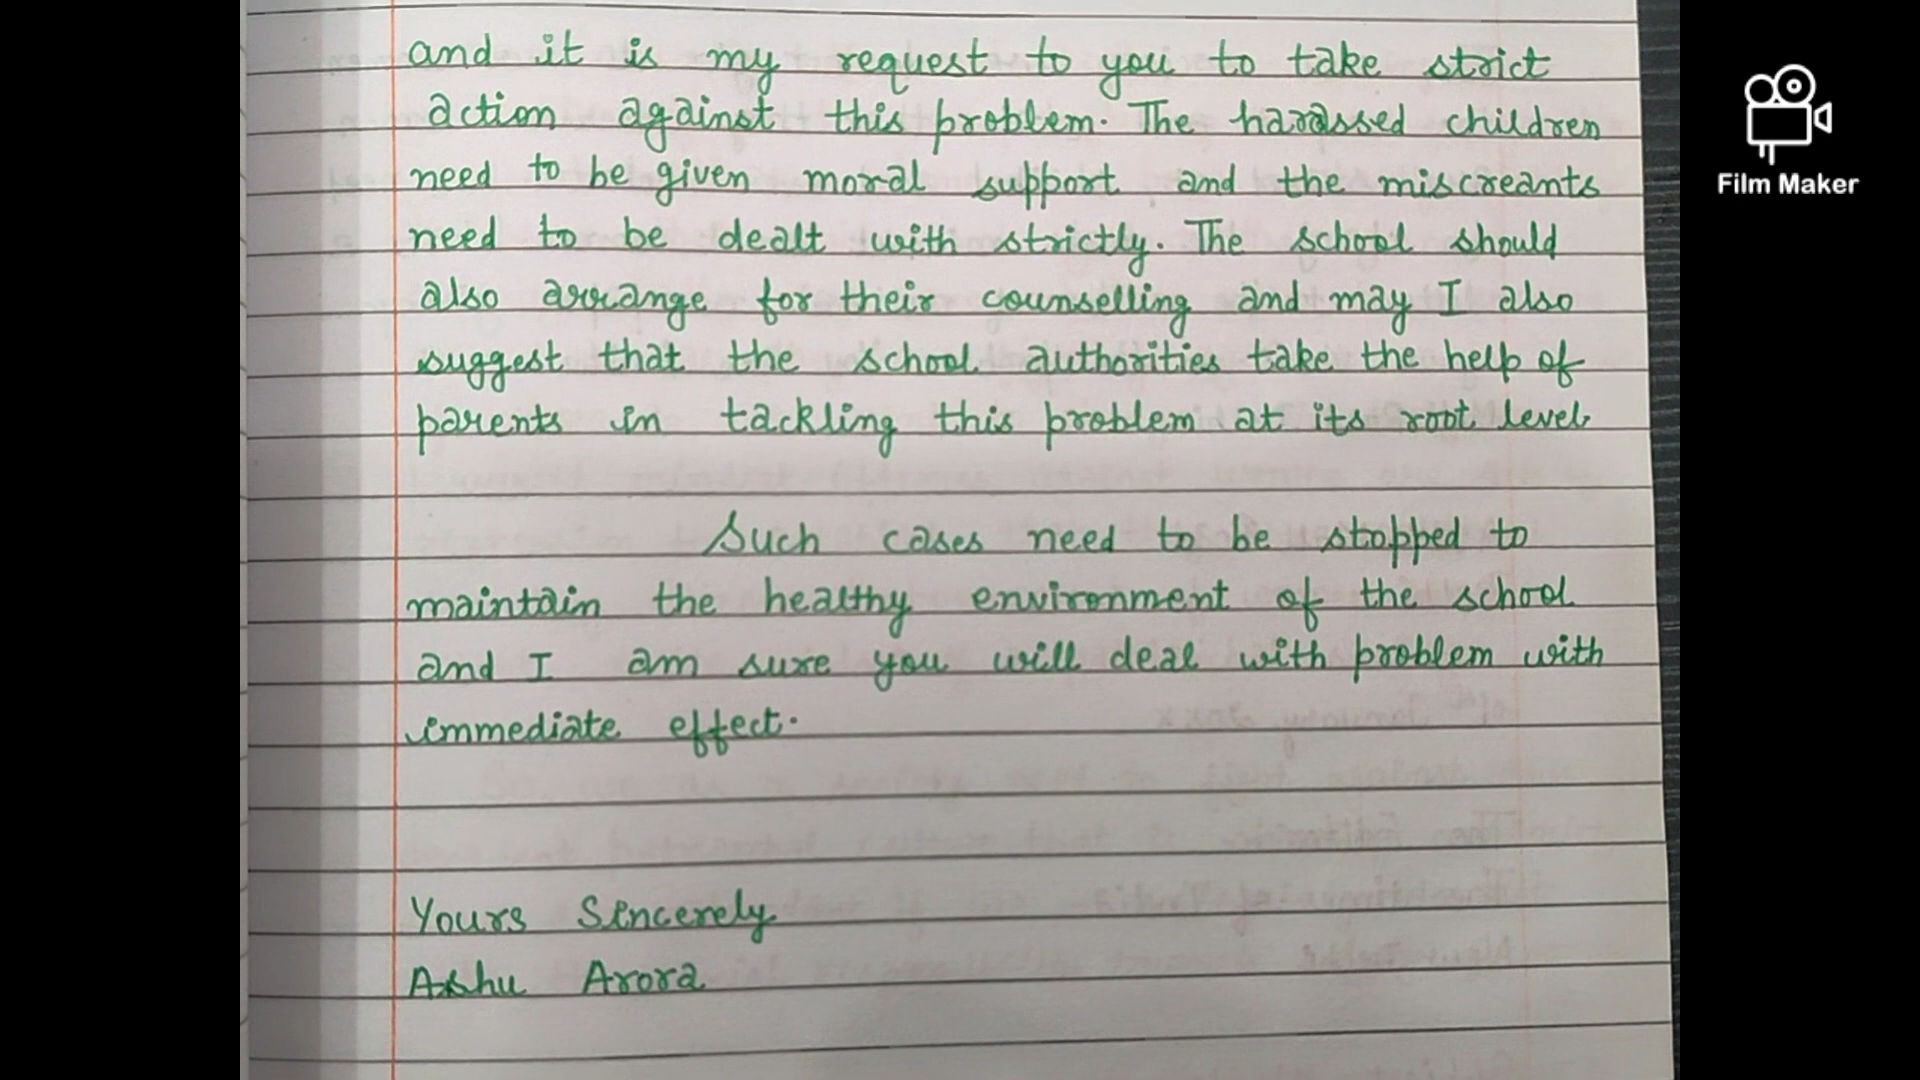 and it is my request to you to take strict
action against this problem. The harassed children
need to be given moral support and the miscreants
need to be dealt with strictly. The school should
also arrange for their counselling and may I also
suggest that the school authorities take the help of
parents in tackling this problem at its root level.
Such cases need to be stopped to
maintain the healthy environment of the school
and I am sure you will deal with problem with
immediate effect.
Yours Sincerely
Ashu Arora
Film Maker